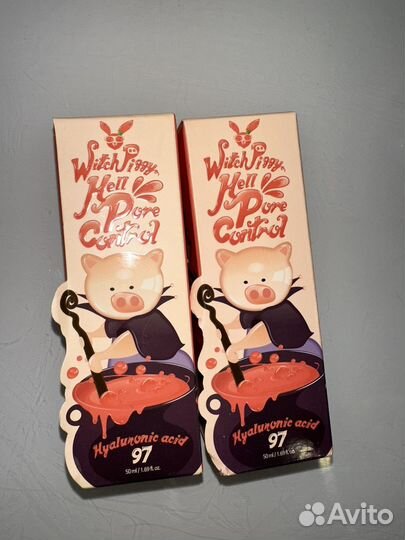 Witch Piggy
Hell
Pore
Control
Hyaluronic acid
97
50 ml / 1.69 fl. oz.
Witch Piggy
Hell
Pore
Control
Hyaluronic acid
97
50 ml / 1.69 fl. oz.
Avito